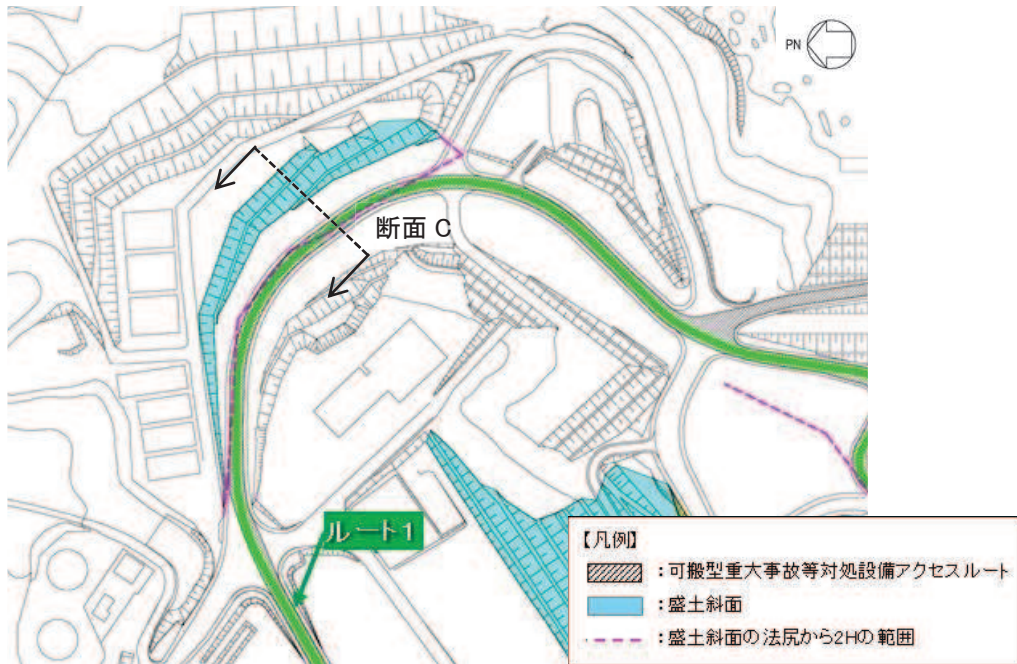 PN
断面 C
ルート1
【凡例】
：可搬型重大事故等対処設備アクセスルート
：盛土斜面
：盛土斜面の法尻から2Hの範囲